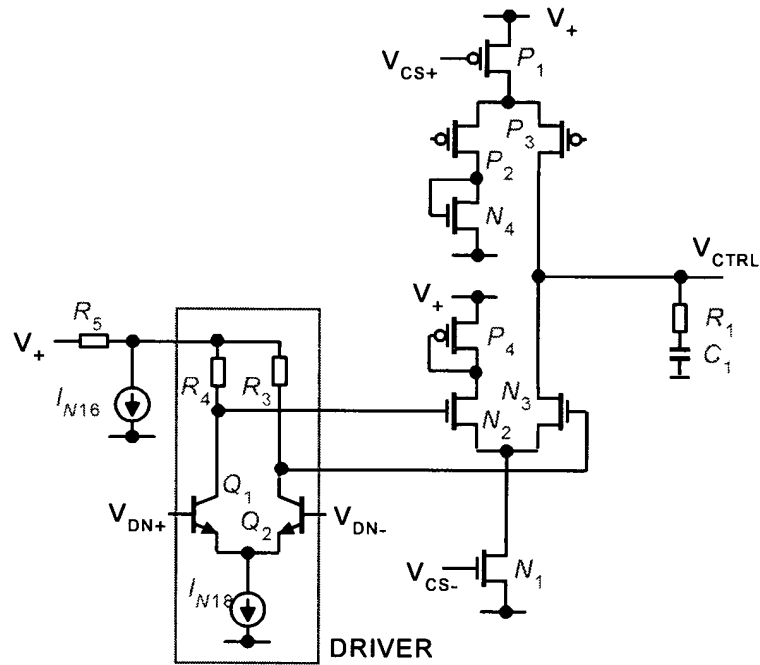 V+
VCS+
P1
P3
P2
N4
VCTRL
V+
R5
V+
P4
R1
C1
R4
R3
N3
N2
IN16
Q1
VDN+
Q2
VDN-
VCS-
N1
IN18
DRIVER